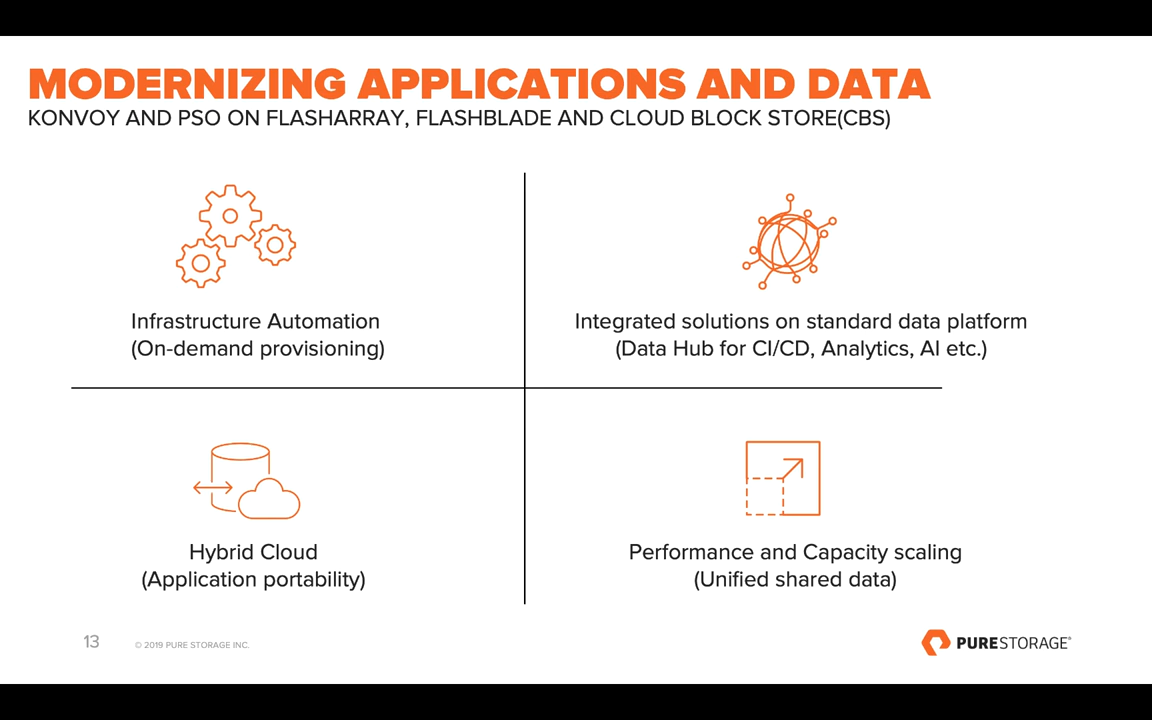 MODERNIZING APPLICATIONS AND DATA
KONVOY AND PSO ON FLASHARRAY, FLASHBLADE AND CLOUD BLOCK STORE(CBS)
Infrastructure Automation
(On-demand provisioning)
Integrated solutions on standard data platform
(Data Hub for CI/CD, Analytics, AI etc.)
Hybrid Cloud
(Application portability)
Performance and Capacity scaling
(Unified shared data)
13
© 2019 PURE STORAGE INC.
PURESTORAGE®